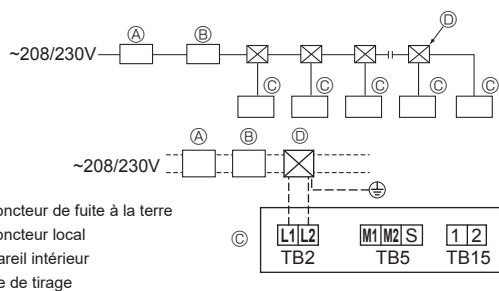 Ⓓ
Ⓐ Ⓑ
~208/230V
Ⓒ Ⓒ Ⓒ Ⓒ Ⓒ
Ⓐ Ⓑ Ⓓ
~208/230V
oncteur de fuite à la terre
oncteur local
areil intérieur
e de tirage
Ⓒ
L1 L2 M1 M2 S 1 2
TB2 TB5 TB15